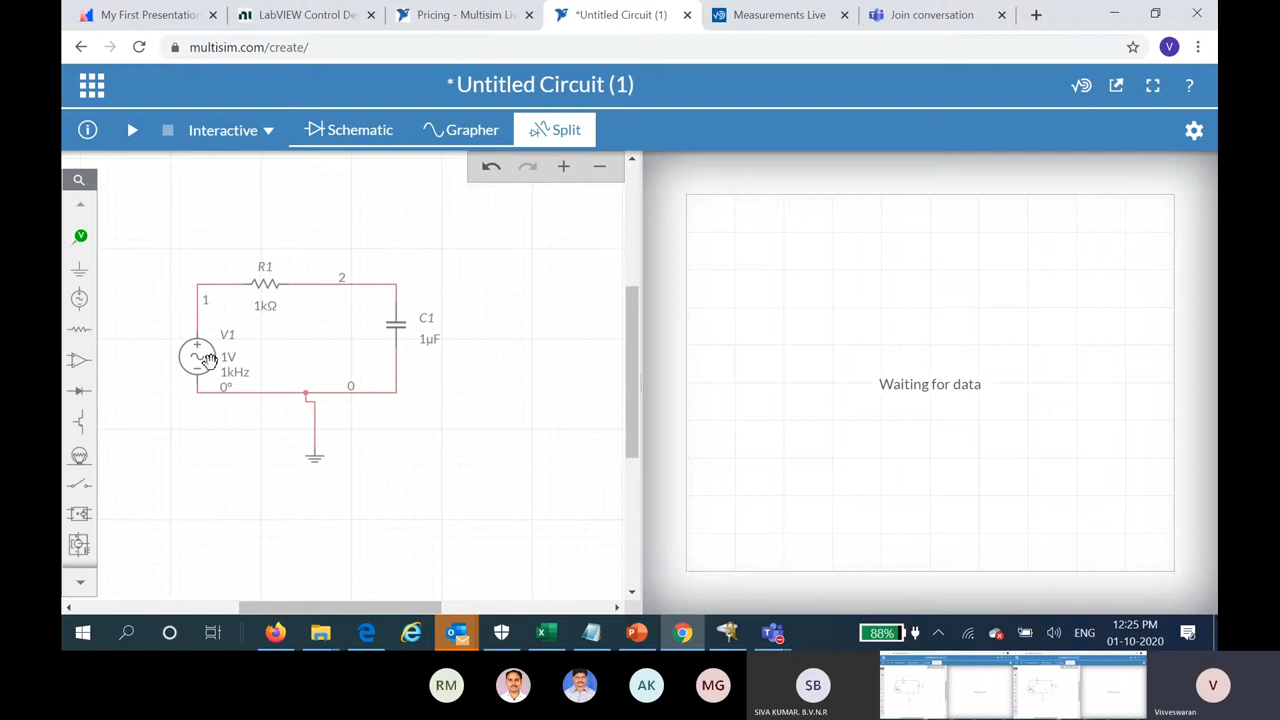 My First Presentation
LabVIEW Control De
Pricing - Multisim Liv
*Untitled Circuit (1)
Measurements Live
Join conversation
multisim.com/create/
V
*Untitled Circuit (1)
?
Interactive
Schematic
Grapher
Split
V
R1
1kΩ
1
2
V1
1V
1kHz
0°
0
C1
1µF
Waiting for data
88%
ENG
12:25 PM
01-10-2020
RM
AK
MG
SB
SIVA KUMAR. B.V.N.R
V
Visveswaran